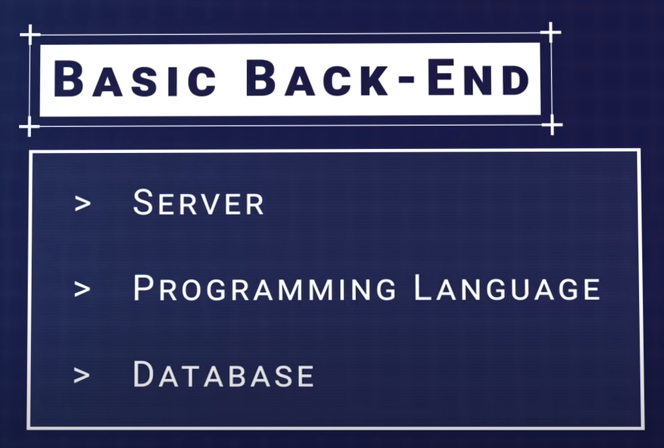 Basic Back-End
> Server
> Programming Language
> Database